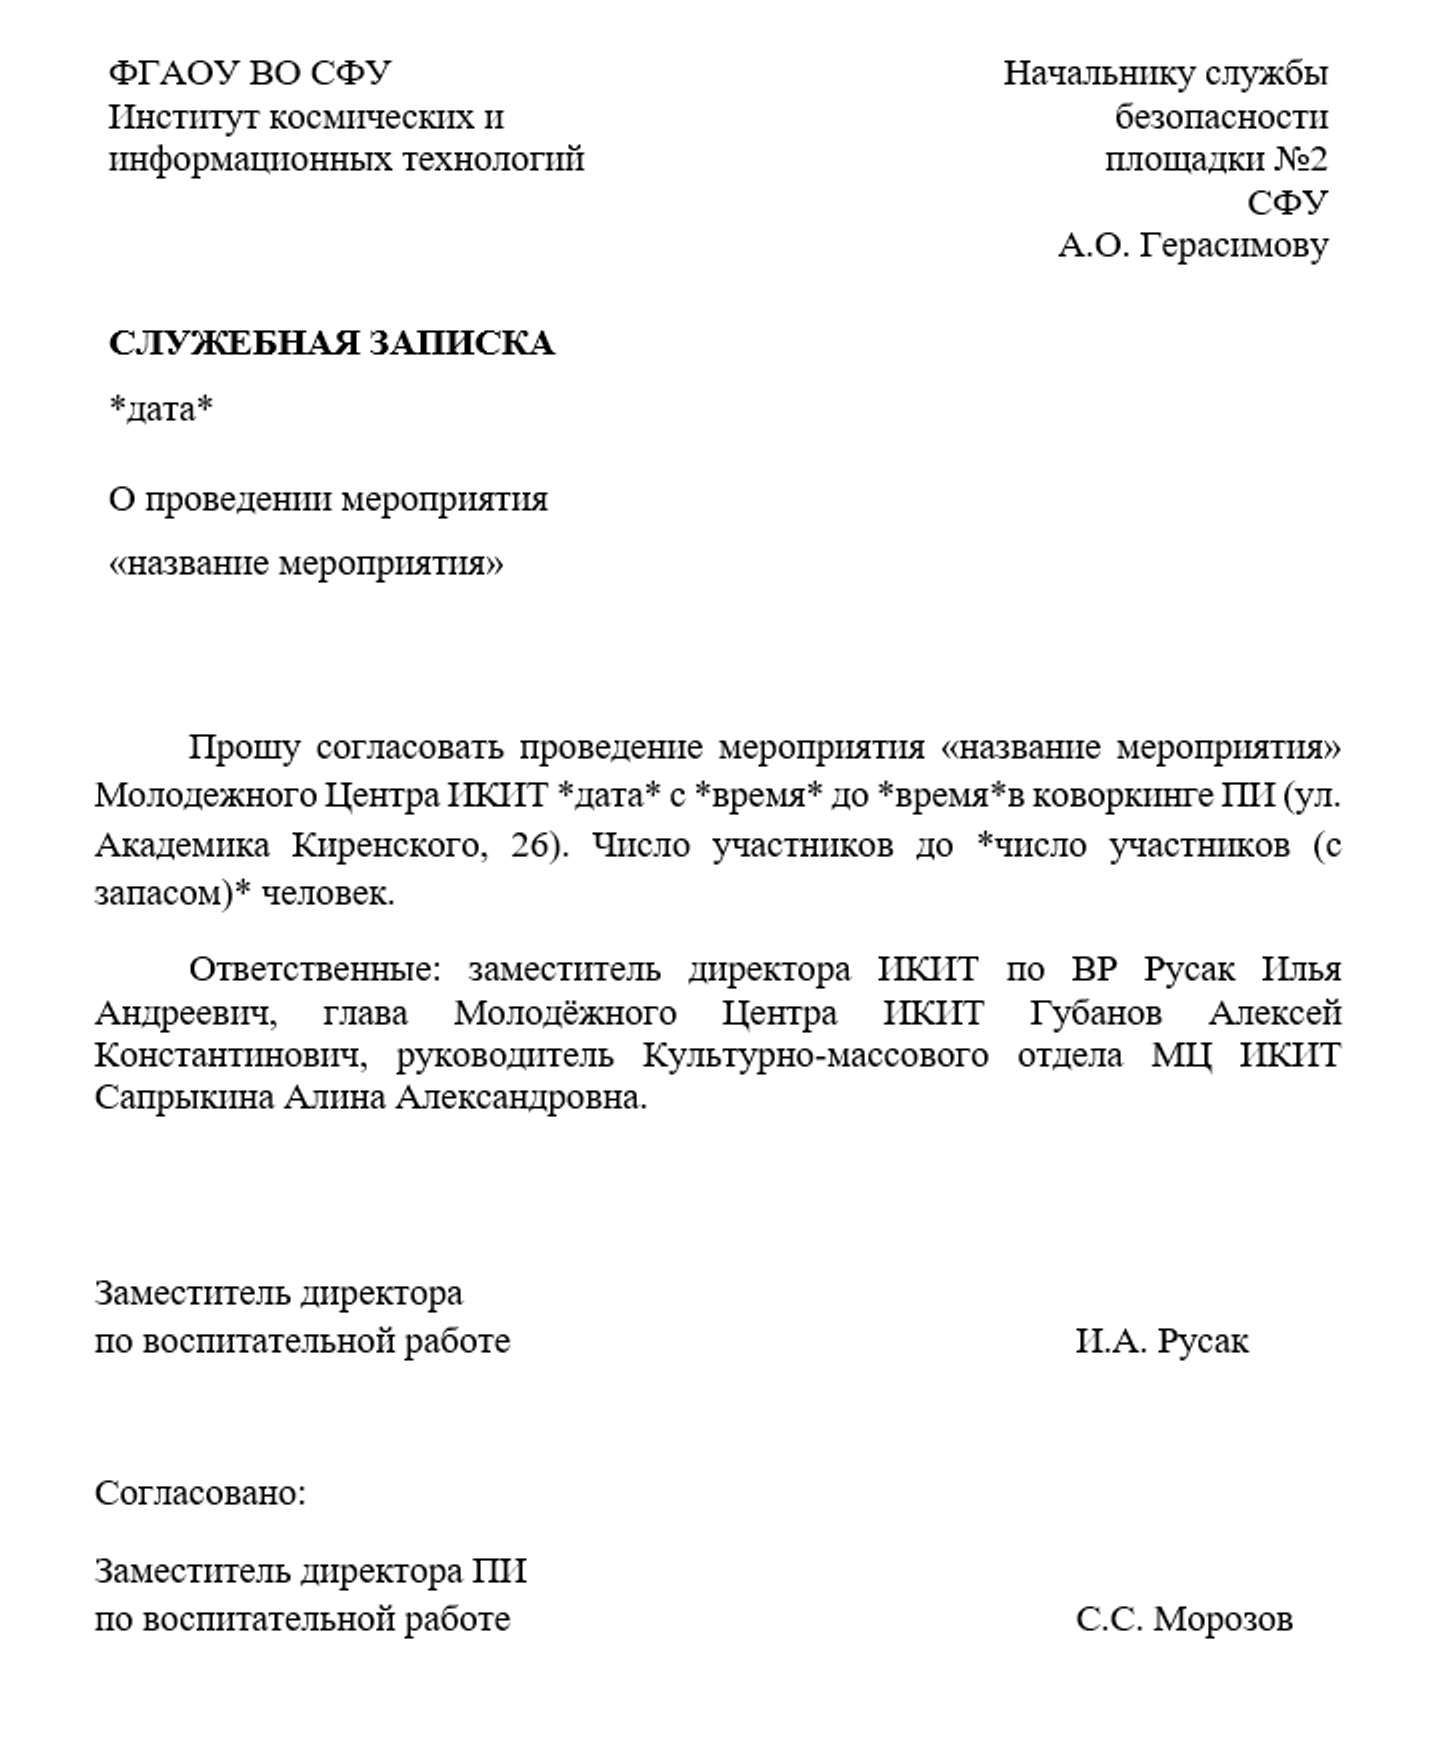 ФГАОУ ВО СФУ
Институт космических и
информационных технологий
Начальнику службы
безопасности
площадки №2
СФУ
А.О. Герасимову
СЛУЖЕБНАЯ ЗАПИСКА
*дата*
О проведении мероприятия
«название мероприятия»
Прошу согласовать проведение мероприятия «название мероприятия»
Молодежного Центра ИКИТ *дата* с *время* до *время*в коворкинге ПИ (ул.
Академика Киренского, 26). Число участников до *число участников (с
запасом)* человек.
Ответственные: заместитель директора ИКИТ по ВР Русак Илья
Андреевич, глава Молодёжного Центра ИКИТ Губанов Алексей
Константинович, руководитель Культурно-массового отдела МЦ ИКИТ
Сапрыкина Алина Александровна.
Заместитель директора
по воспитательной работе И.А. Русак
Согласовано:
Заместитель директора ПИ
по воспитательной работе С.С. Морозов